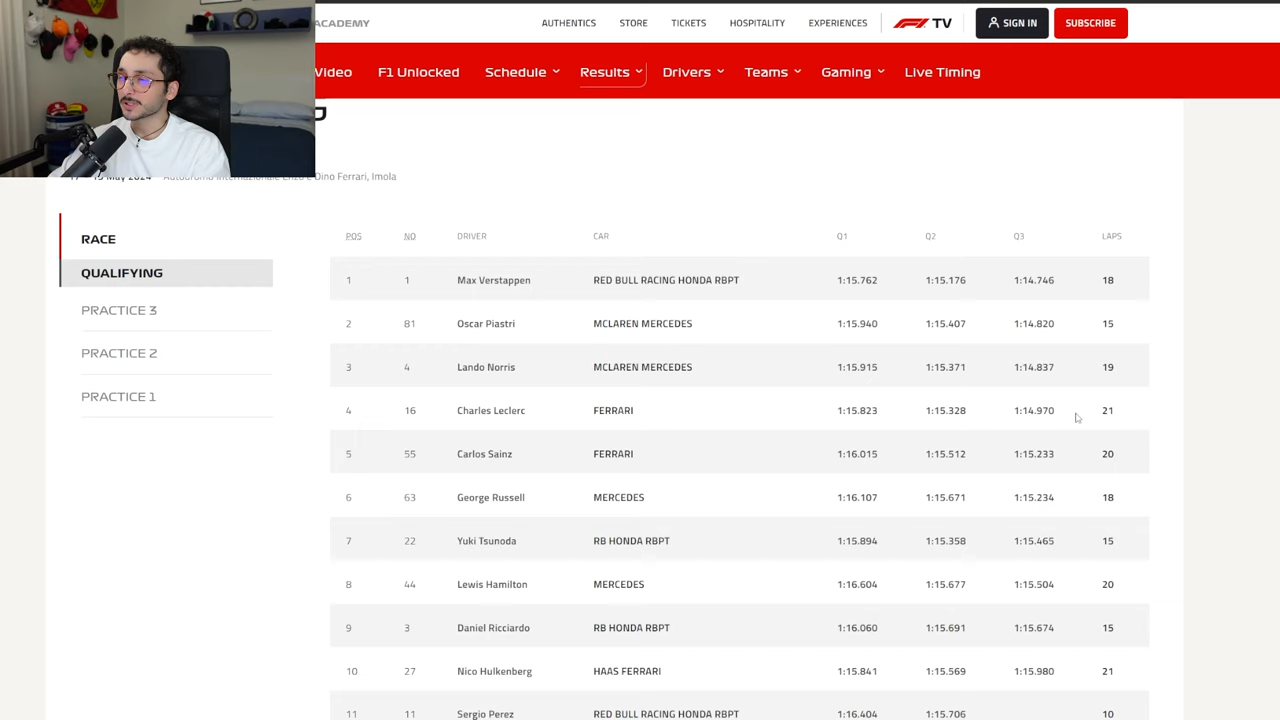 ACADEMY AUTHENTICS STORE TICKETS HOSPITALITY EXPERIENCES F1 TV SIGN IN SUBSCRIBE
Video F1 Unlocked Schedule Results Drivers Teams Gaming Live Timing
17 - 19 May 2024 Autodromo Internazionale Enzo e Dino Ferrari, Imola
RACE
QUALIFYING
PRACTICE 3
PRACTICE 2
PRACTICE 1
POS NO DRIVER CAR Q1 Q2 Q3 LAPS
1 1 Max Verstappen RED BULL RACING HONDA RBPT 1:15.762 1:15.176 1:14.746 18
2 81 Oscar Piastri MCLAREN MERCEDES 1:15.940 1:15.407 1:14.820 15
3 4 Lando Norris MCLAREN MERCEDES 1:15.915 1:15.371 1:14.837 19
4 16 Charles Leclerc FERRARI 1:15.823 1:15.328 1:14.970 21
5 55 Carlos Sainz FERRARI 1:16.015 1:15.512 1:15.233 20
6 63 George Russell MERCEDES 1:16.107 1:15.671 1:15.234 18
7 22 Yuki Tsunoda RB HONDA RBPT 1:15.894 1:15.358 1:15.465 15
8 44 Lewis Hamilton MERCEDES 1:16.604 1:15.677 1:15.504 20
9 3 Daniel Ricciardo RB HONDA RBPT 1:16.060 1:15.691 1:15.674 15
10 27 Nico Hulkenberg HAAS FERRARI 1:15.841 1:15.569 1:15.980 21
11 11 Sergio Perez RED BULL RACING HONDA RBPT 1:16.404 1:15.706 10